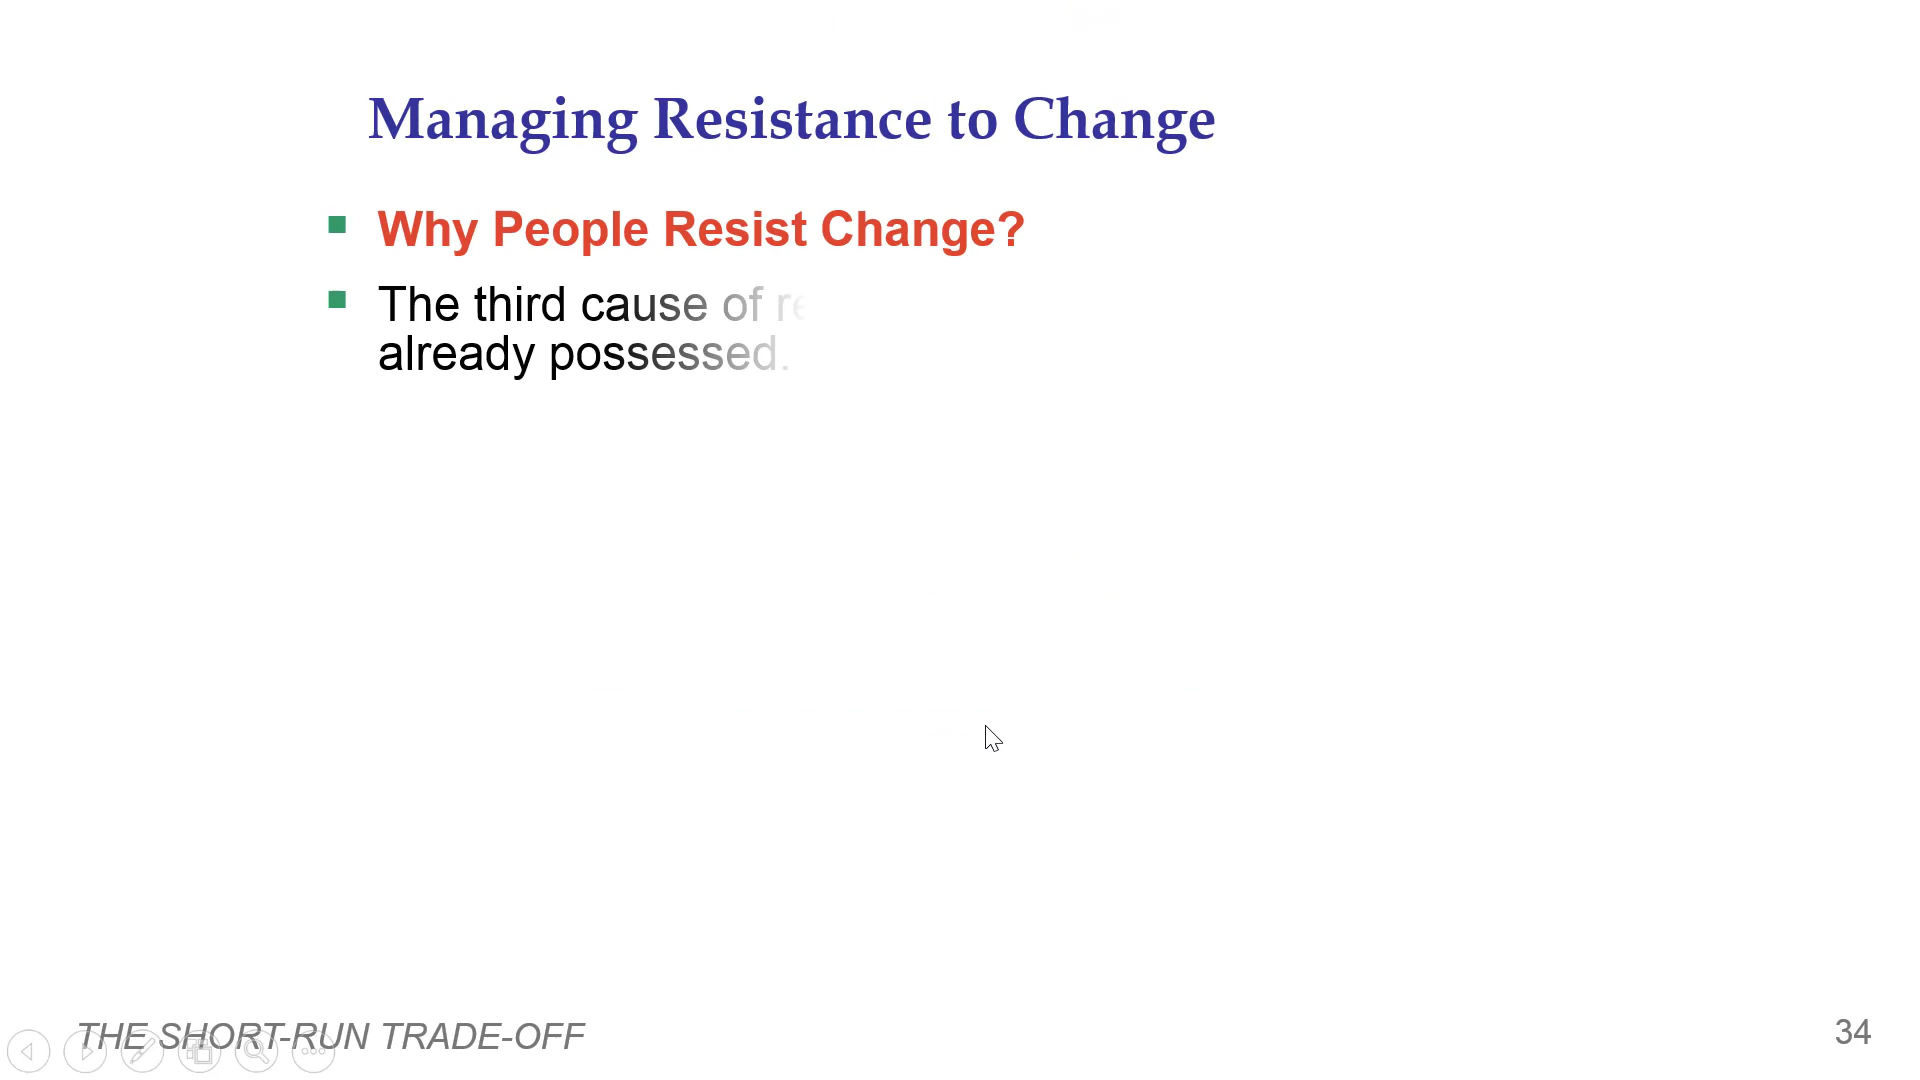 Managing Resistance to Change
Why People Resist Change?
The third cause of
already possessed.
THE SHORT-RUN TRADE-OFF
34